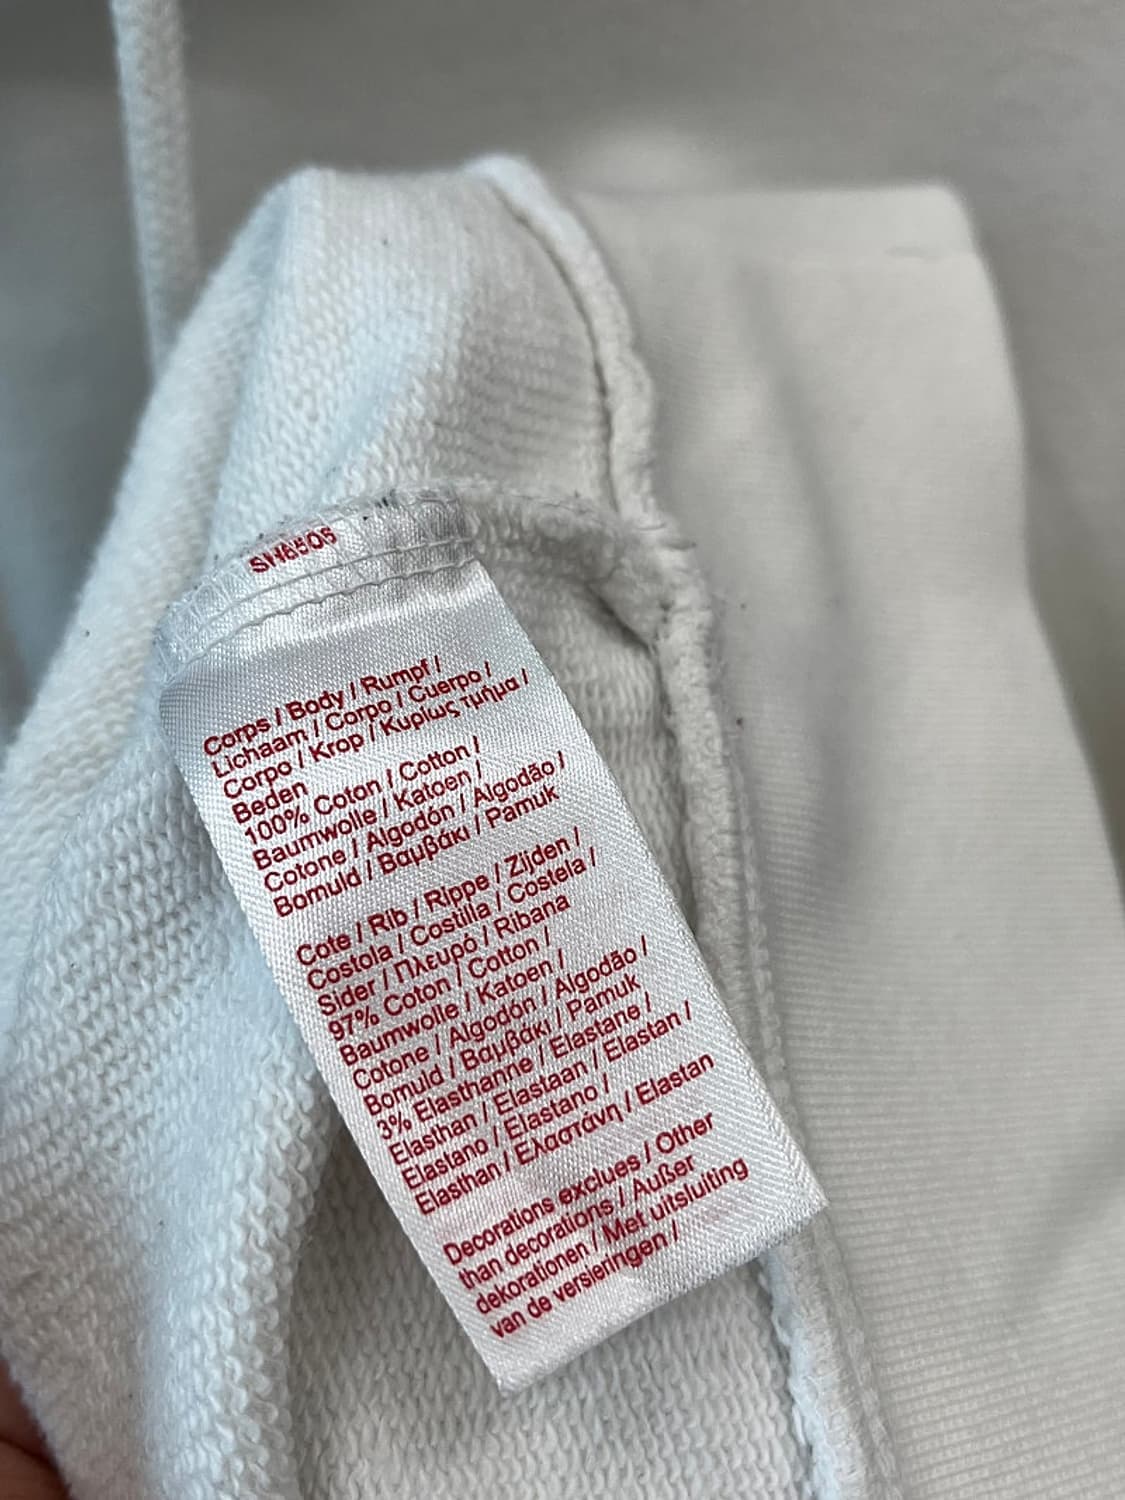 SH6506
Corps / Body / Rumpf /
Lichaam / Corpo / Cuerpo /
Corpo / Krop / Κυρίως τμήμα /
Beden
100% Coton / Cotton /
Baumwolle / Katoen /
Cotone / Algodón / Algodão /
Bomuld / Βαμβάκι / Pamuk
Cote / Rib / Rippe / Zijden /
Costola / Costilla / Costela /
Sider / Πλευρό / Ribana
97% Coton / Cotton /
Baumwolle / Katoen /
Cotone / Algodón / Algodão /
Bomuld / Βαμβάκι / Pamuk
3% Elasthanne / Elastane /
Elasthan / Elastaan / Elastan /
Elastano / Elastano /
Elasthan / Ελαστάνη / Elastan
Decorations exclues / Other
than decorations / Außer
dekorationen / Met uitsluiting
van de versieringen /